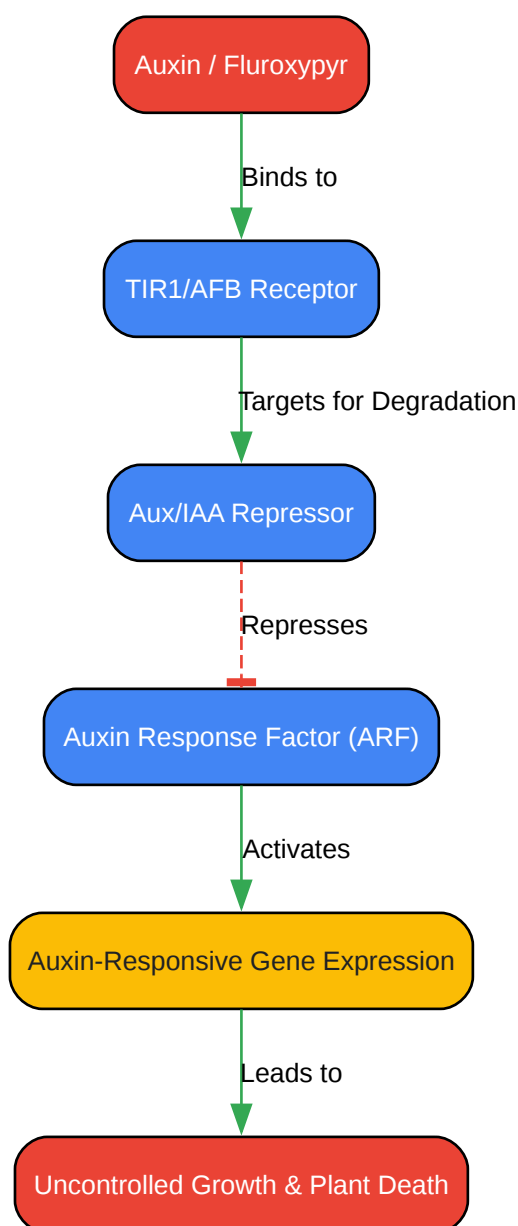 Auxin / Fluroxypyr
Binds to
TIR1/AFB Receptor
Targets for Degradation
Aux/IAA Repressor
Represses
Auxin Response Factor (ARF)
Activates
Auxin-Responsive Gene Expression
Leads to
Uncontrolled Growth & Plant Death